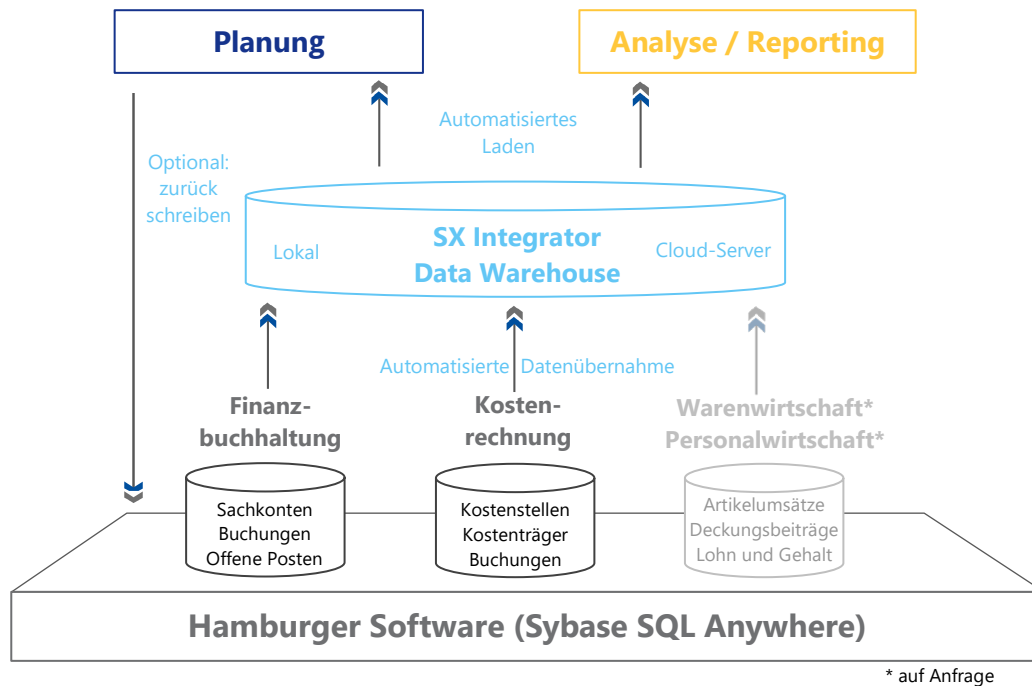 Planung
Analyse / Reporting
Automatisiertes
Laden
Optional:
zurück
schreiben
Lokal
SX Integrator
Data Warehouse
Cloud-Server
Automatisierte Datenübernahme
Finanz-
buchhaltung
Kosten-
rechnung
Warenwirtschaft*
Personalwirtschaft*
Sachkonten
Buchungen
Offene Posten
Kostenstellen
Kostenträger
Buchungen
Artikelumsätze
Deckungsbeiträge
Lohn und Gehalt
Hamburger Software (Sybase SQL Anywhere)
* auf Anfrage